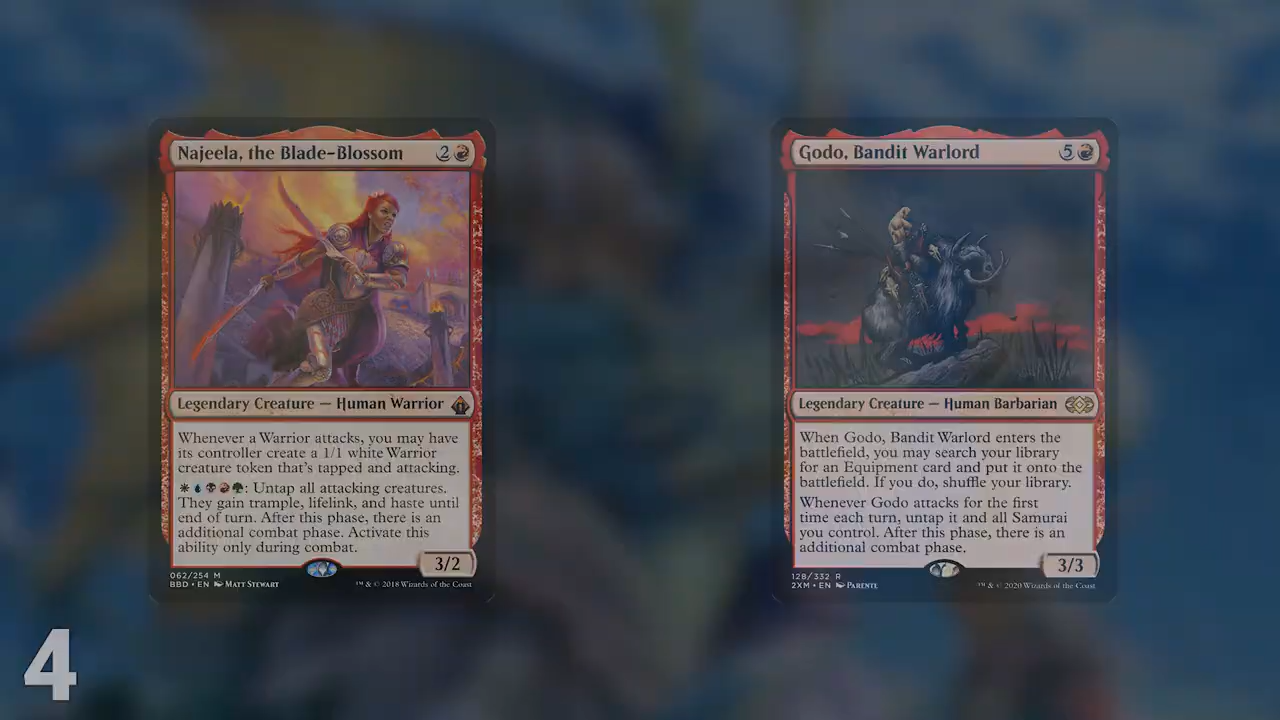 Najeela, the Blade-Blossom 2
Legendary Creature — Human Warrior
Whenever a Warrior attacks, you may have
its controller create a 1/1 white Warrior
creature token that's tapped and attacking.
: Untap all attacking creatures.
They gain trample, lifelink, and haste until
end of turn. After this phase, there is an
additional combat phase. Activate this
ability only during combat.
3/2
062/254 M
BBD • EN Matt Stewart
™ & © 2018 Wizards of the Coast
Godo, Bandit Warlord 5
Legendary Creature — Human Barbarian
When Godo, Bandit Warlord enters the
battlefield, you may search your library
for an Equipment card and put it onto the
battlefield. If you do, shuffle your library.
Whenever Godo attacks for the first
time each turn, untap it and all Samurai
you control. After this phase, there is an
additional combat phase.
3/3
128/332 R
2XM • EN Parente
™ & © 2020 Wizards of the Coast
4